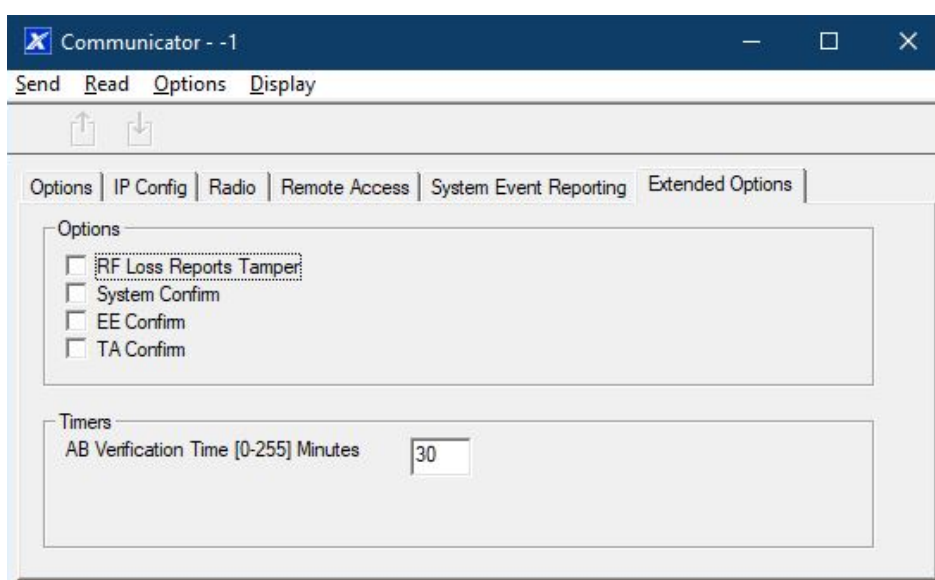 Communicator - -1
Send Read Options Display
Options IP Config Radio Remote Access System Event Reporting Extended Options
Options
RF Loss Reports Tamper
System Confirm
EE Confirm
TA Confirm
Timers
AB Verification Time [0-255] Minutes 30